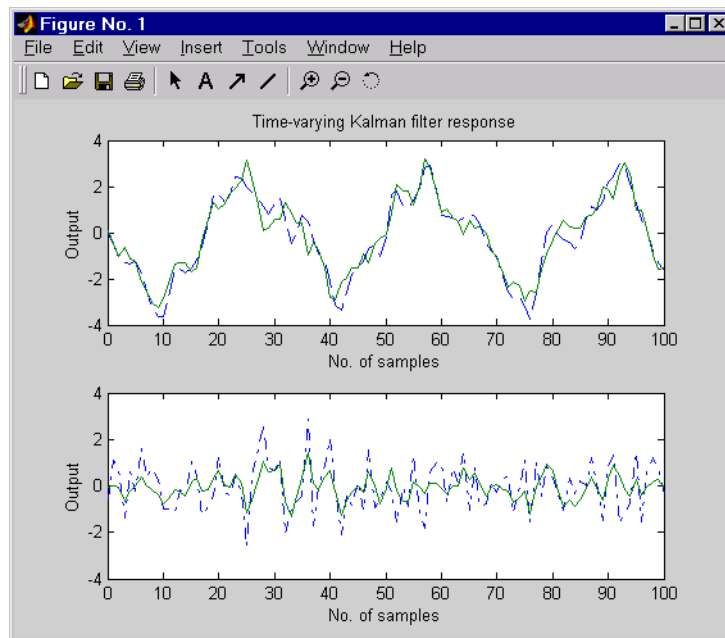 Figure No. 1
File Edit View Insert Tools Window Help
A
Time-varying Kalman filter response
4
2
0
-2
-4
Output
0 10 20 30 40 50 60 70 80 90 100
No. of samples
4
2
0
-2
-4
Output
0 10 20 30 40 50 60 70 80 90 100
No. of samples